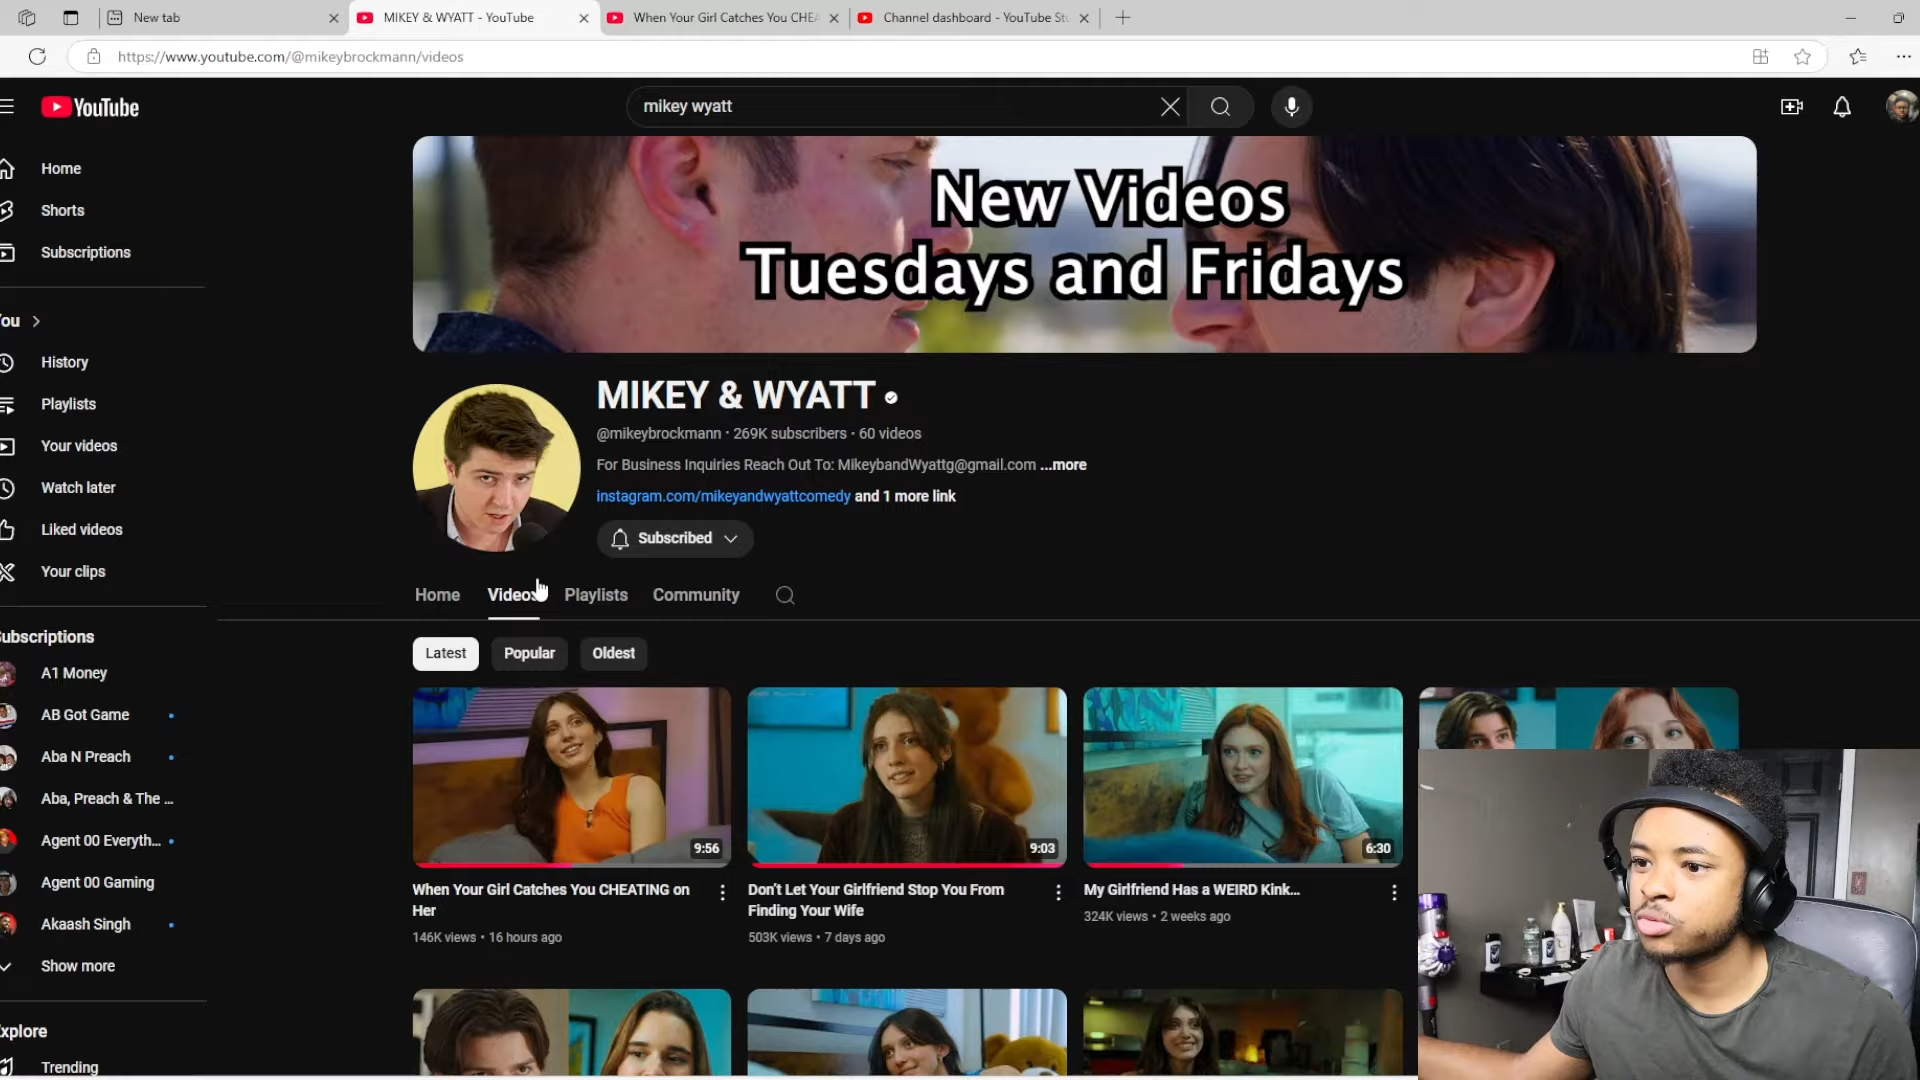 New tab
MIKEY & WYATT - YouTube
When Your Girl Catches You CHEA
Channel dashboard - YouTube Stu
https://www.youtube.com/@mikeybrockmann/videos
YouTube
mikey wyatt
Home
Shorts
Subscriptions
You
History
Playlists
Your videos
Watch later
Liked videos
Your clips
Subscriptions
A1 Money
AB Got Game
Aba N Preach
Aba, Preach & The ...
Agent 00 Everyth...
Agent 00 Gaming
Akaash Singh
Show more
Explore
Trending
New Videos
Tuesdays and Fridays
MIKEY & WYATT
@mikeybrockmann · 269K subscribers · 60 videos
For Business Inquiries Reach Out To: MikeybandWyattg@gmail.com ...more
instagram.com/mikeyandwyattcomedy and 1 more link
Subscribed
Home Videos Playlists Community
Latest Popular Oldest
9:56
When Your Girl Catches You CHEATING on
Her
146K views · 16 hours ago
9:03
Don't Let Your Girlfriend Stop You From
Finding Your Wife
503K views · 7 days ago
6:30
My Girlfriend Has a WEIRD Kink...
324K views · 2 weeks ago